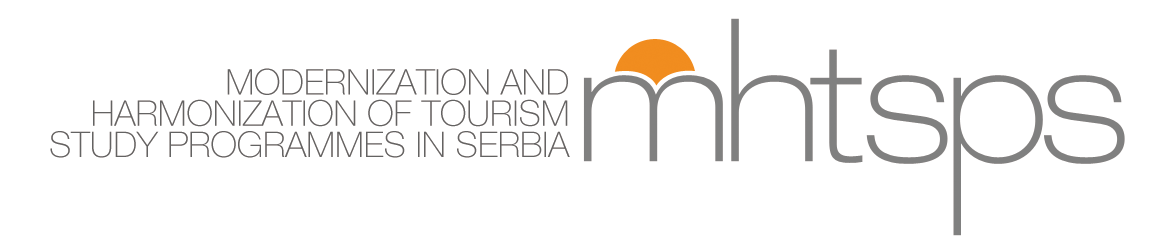 MODERNIZATION AND
HARMONIZATION OF TOURISM
STUDY PROGRAMMES IN SERBIA
mhtsps